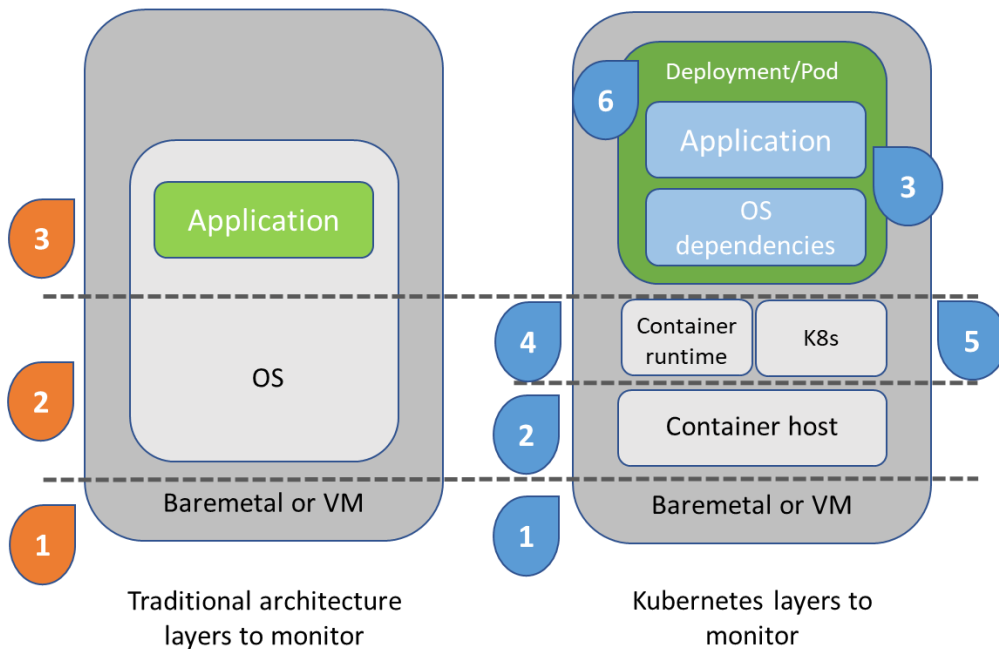 3
Application
2
OS
1
Baremetal or VM
Traditional architecture
layers to monitor
6
Deployment/Pod
Application
3
OS
dependencies
4
Container
runtime
K8s
5
2
Container host
1
Baremetal or VM
Kubernetes layers to
monitor